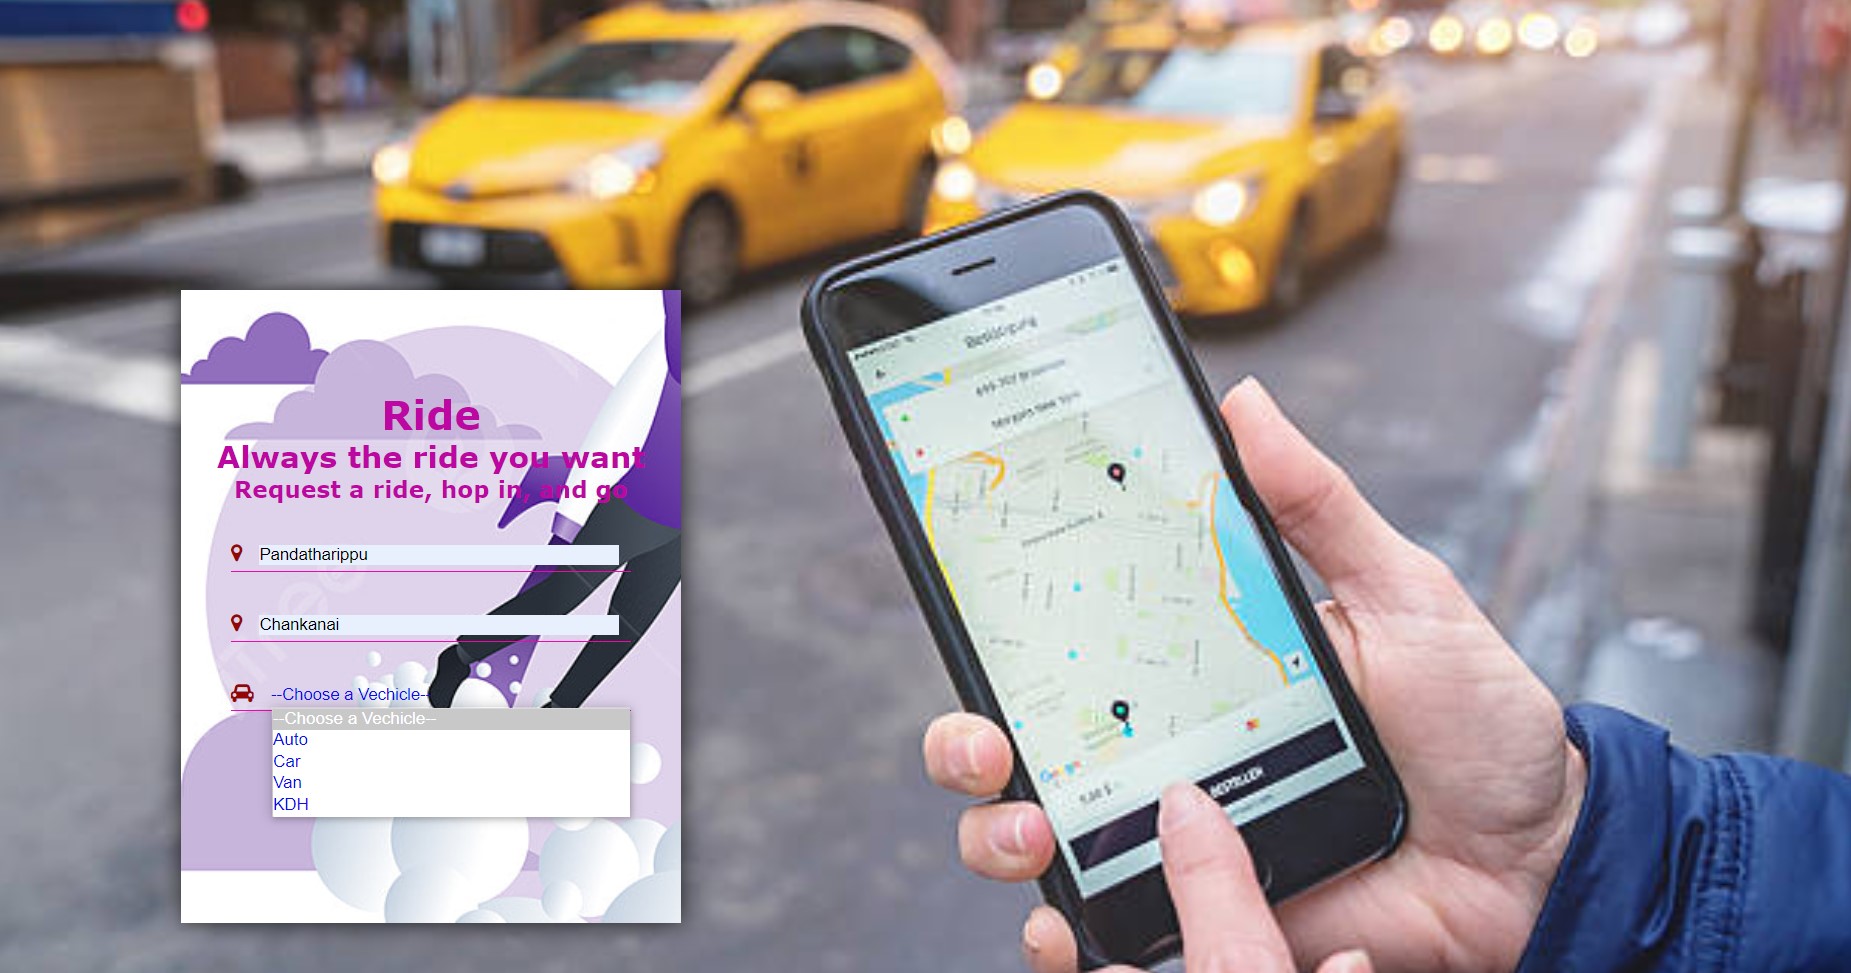 Ride
Always the ride you want
Request a ride, hop in, and go
Pandatharippu
Chankanai
--Choose a Vechicle--
--Choose a Vechicle--
Auto
Car
Van
KDH
Bestätigung
Google
BESTELLEN